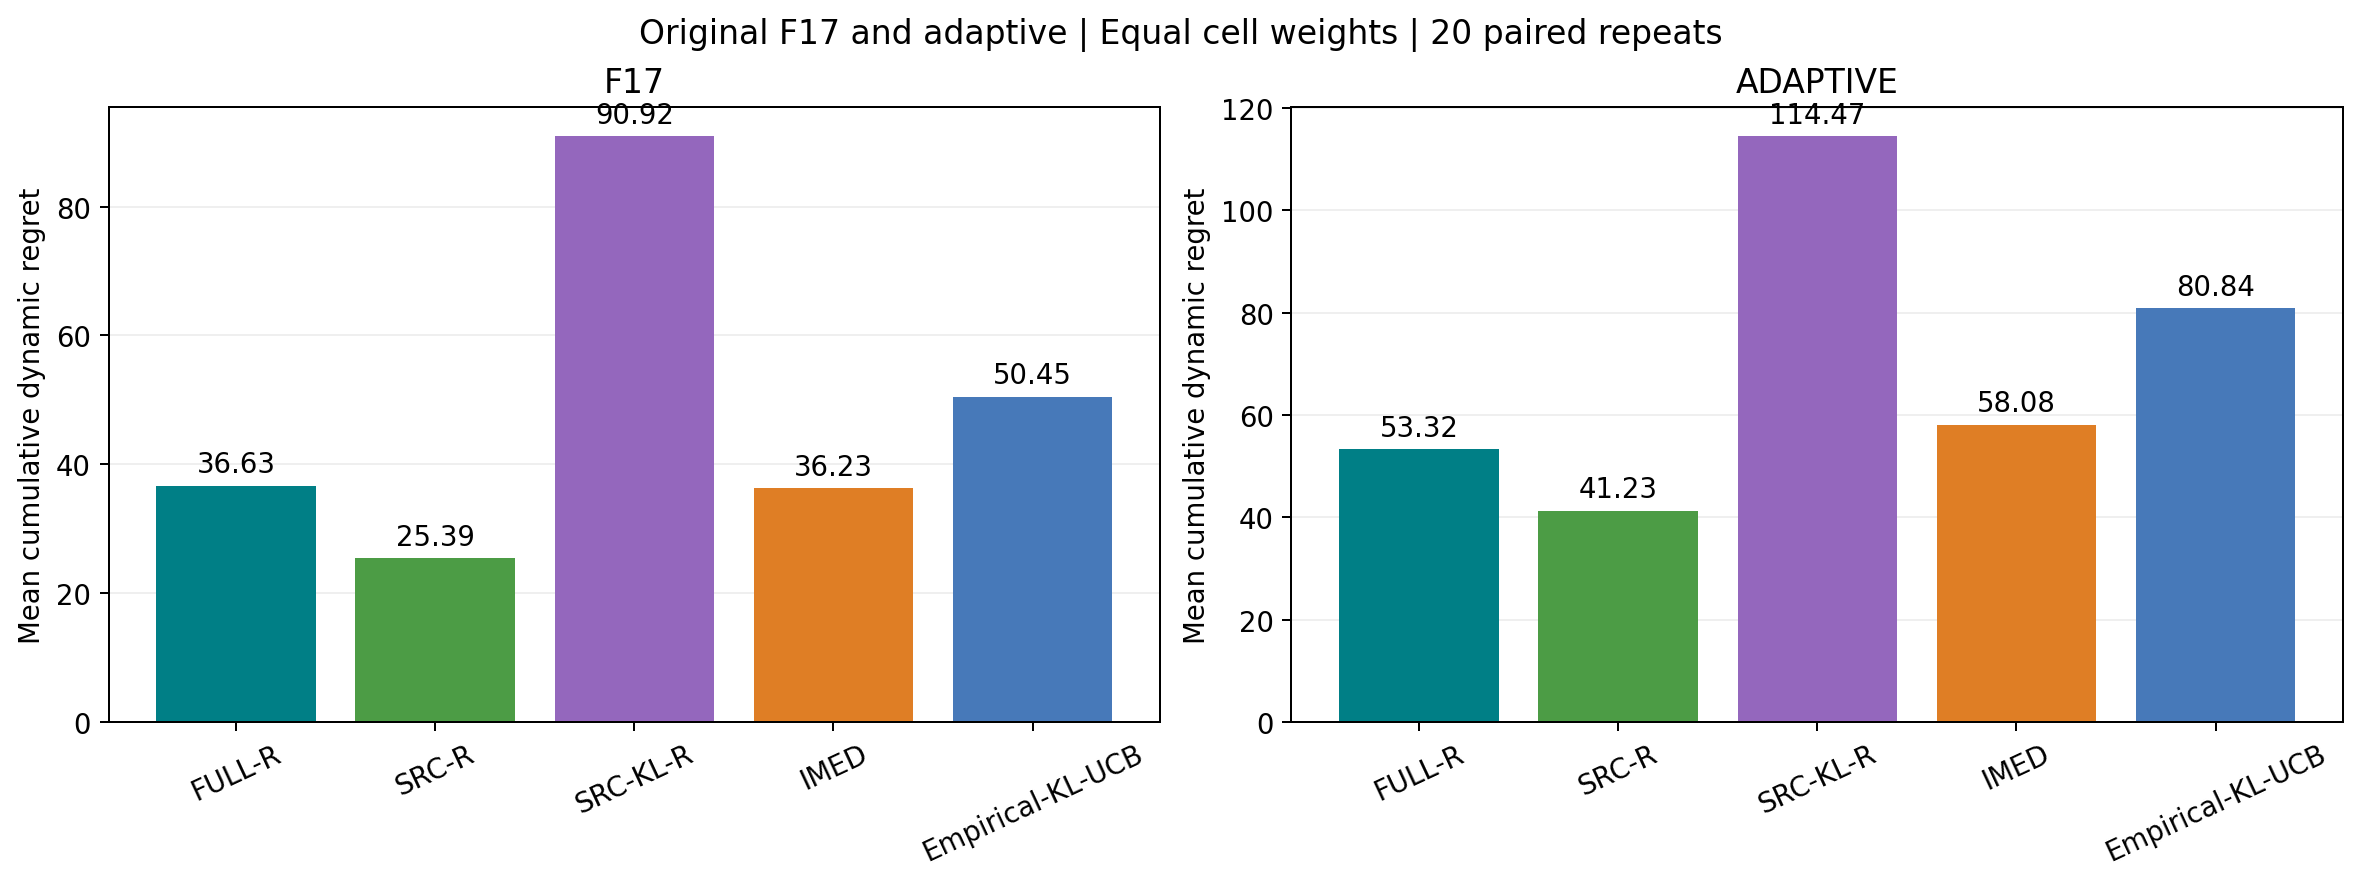 Original F17 and adaptive | Equal cell weights | 20 paired repeats
F17
Mean cumulative dynamic regret
80
60
40
20
0
36.63
25.39
90.92
36.23
50.45
FULL-R
SRC-R
SRC-KL-R
IMED
Empirical-KL-UCB
ADAPTIVE
Mean cumulative dynamic regret
120
100
80
60
40
20
0
53.32
41.23
114.47
58.08
80.84
FULL-R
SRC-R
SRC-KL-R
IMED
Empirical-KL-UCB